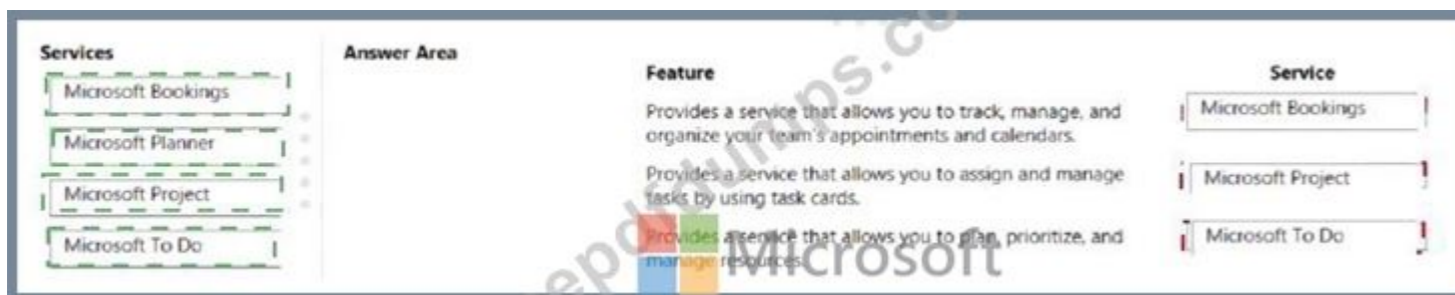 Services
Microsoft Bookings
Microsoft Planner
Microsoft Project
Microsoft To Do
Answer Area
Feature
Provides a service that allows you to track, manage, and
organize your team's appointments and calendars.
Provides a service that allows you to assign and manage
tasks by using task cards.
Provides a service that allows you to plan, prioritize, and
manage resources.
Service
Microsoft Bookings
Microsoft Project
Microsoft To Do
epdfdumps.co
Microsoft